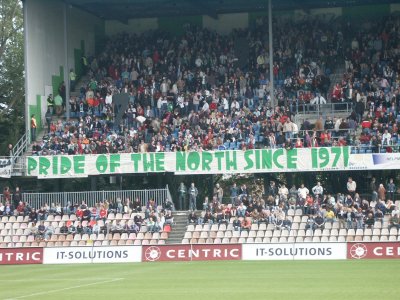 PRIDE OF THE NORTH SINCE 1971
IT-SOLUTIONS
CENTRIC
IT-SOLUTIONS
CENTRIC